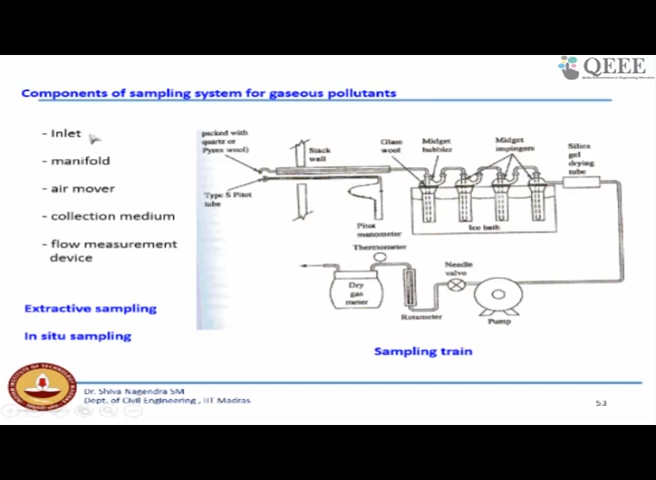 QEEE
Components of sampling system for gaseous pollutants
- Inlet
- manifold
- air mover
- collection medium
- flow measurement
device
Extractive sampling
In situ sampling
packed with
quartz or
Pyrex wool)
Stack
wall
Glass
wool
Midget
bubbler
Midget
impingers
Silica
gel
drying
tube
Type S Pitot
tube
Pitot
manometer
Ice bath
Thermometer
Dry
gas
meter
Needle
valve
Rotameter
Pump
Sampling train
Dr. Shiva Nagendra SM
Dept. of Civil Engineering , IIT Madras
53